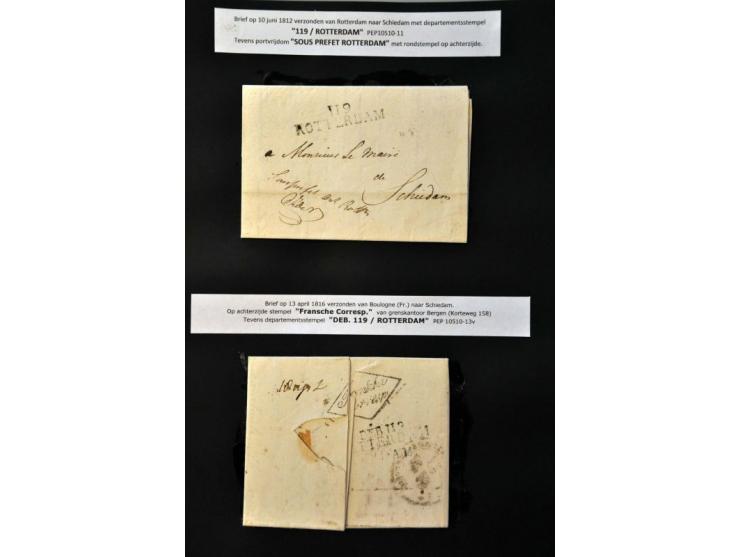 Brief op 10 juni 1812 verzonden van Rotterdam naar Schiedam met departementsstempel
"119 / ROTTERDAM" PEP10510-11
Tevens portvrijdom "SOUS PREFET ROTTERDAM" met rondstempel op achterzijde.
119
ROTTERDAM
a Monsieur Le Maire
de
Schiedam
Brief op 13 april 1816 verzonden van Boulogne (Fr.) naar Schiedam.
Op achterzijde stempel "Fransche Corresp." van grenskantoor Bergen (Korteweg 158)
Tevens departementsstempel "DEB. 119 / ROTTERDAM" PEP 10510-13v
DEB. 119